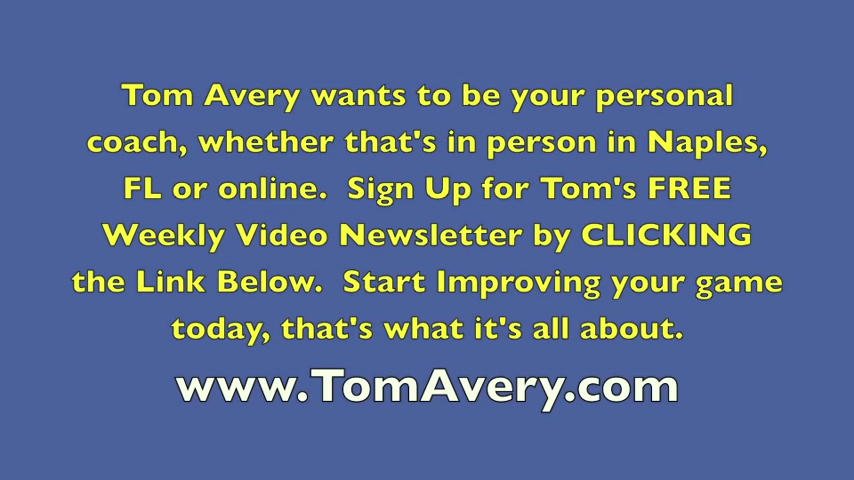 Tom Avery wants to be your personal
coach, whether that's in person in Naples,
FL or online.  Sign Up for Tom's FREE
Weekly Video Newsletter by CLICKING
the Link Below.  Start Improving your game
today, that's what it's all about.
www.TomAvery.com